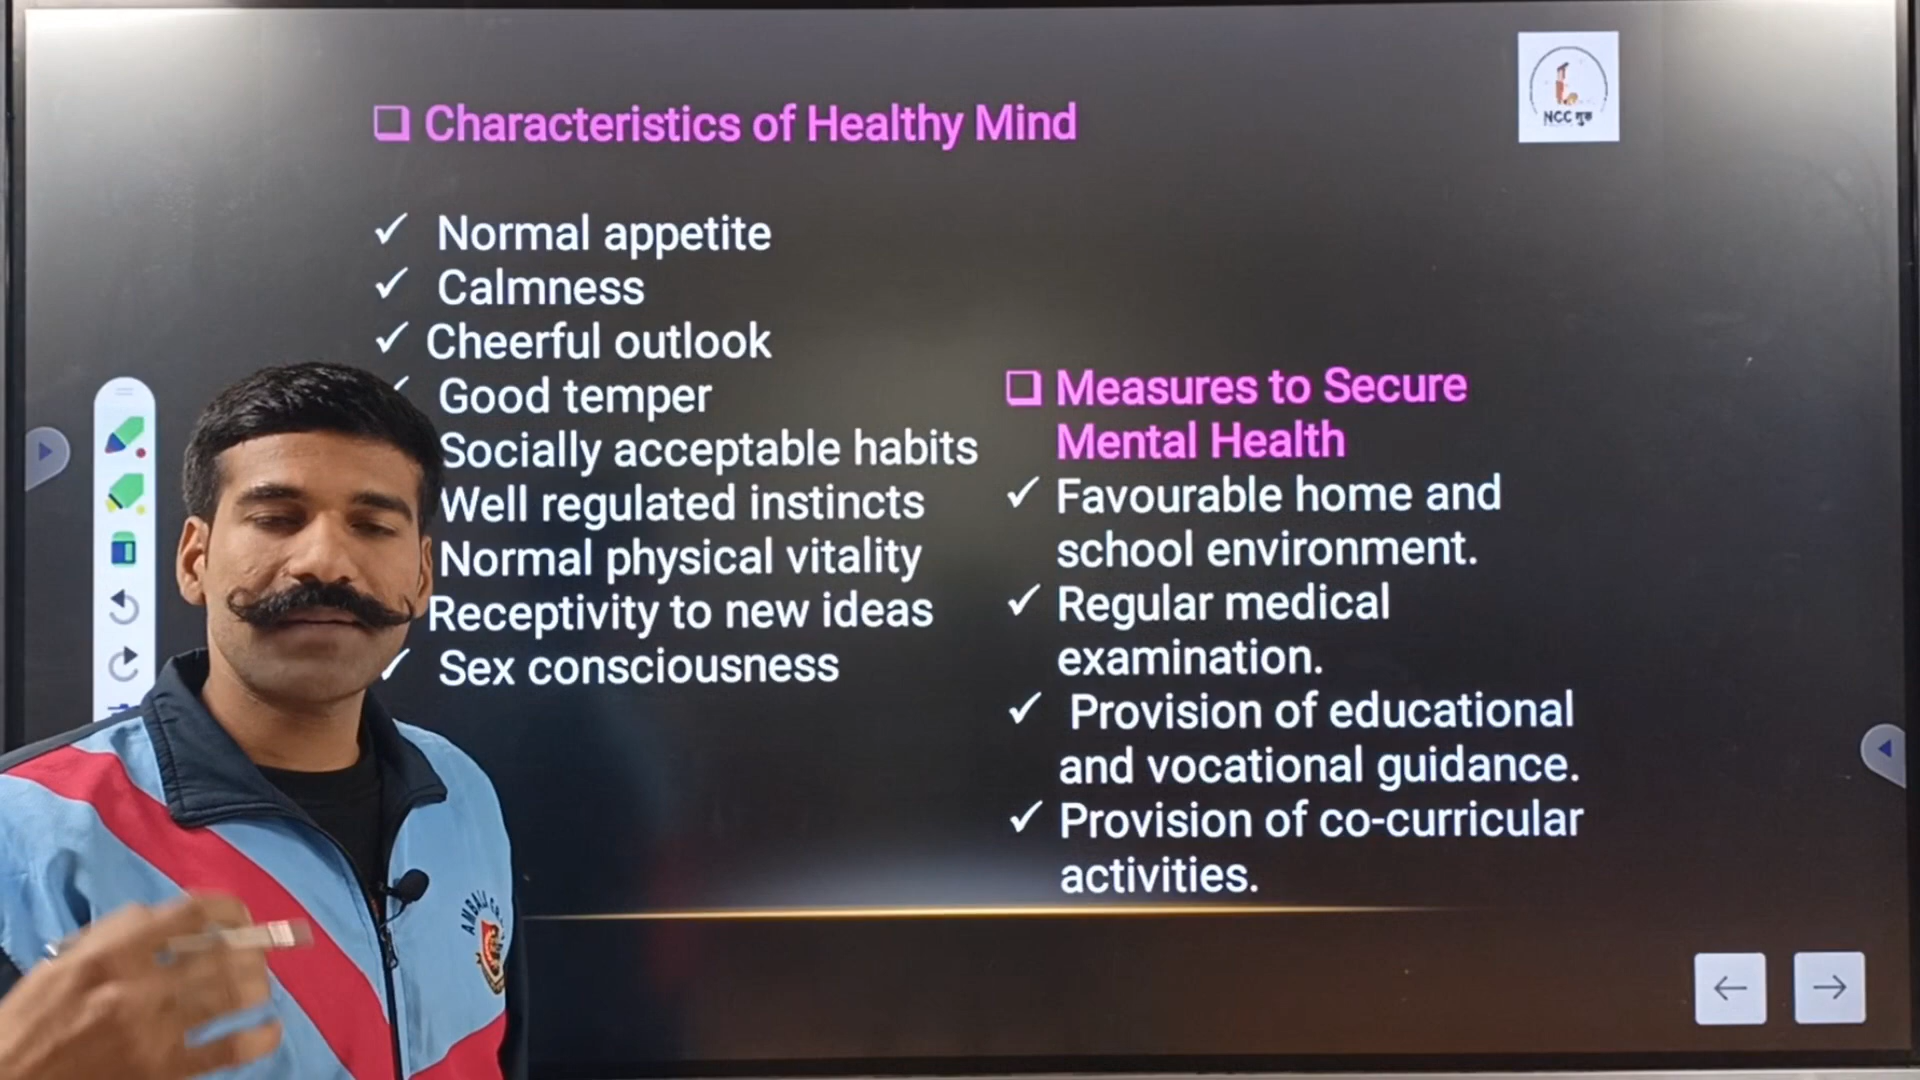 Characteristics of Healthy Mind
NCC गुरु
Normal appetite
Calmness
Cheerful outlook
Good temper
Socially acceptable habits
Well regulated instincts
Normal physical vitality
Receptivity to new ideas
Sex consciousness
Measures to Secure
Mental Health
Favourable home and
school environment.
Regular medical
examination.
Provision of educational
and vocational guidance.
Provision of co-curricular
activities.
AMBALA